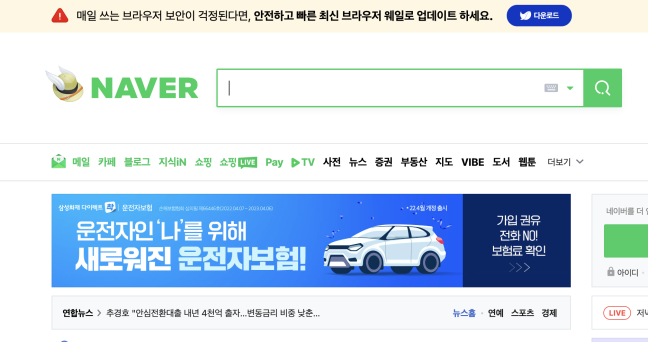 매일 쓰는 브라우저 보안이 걱정된다면, 안전하고 빠른 최신 브라우저 웨일로 업데이트 하세요. 다운로드
NAVER
메일 카페 블로그 지식iN 쇼핑 쇼핑LIVE Pay TV 사전 뉴스 증권 부동산 지도 VIBE 도서 웹툰 더보기
삼성화재 다이렉트 착 운전자보험
*22.4월 개정 출시
운전자인 '나'를 위해
새로워진 운전자보험!
가입 권유
전화 NO!
보험료 확인
네이버를 더
아이디
연합뉴스 > 추경호 "안심전환대출 내년 4천억 출자…변동금리 비중 낮춘...
뉴스홈 · 연예 스포츠 경제
LIVE